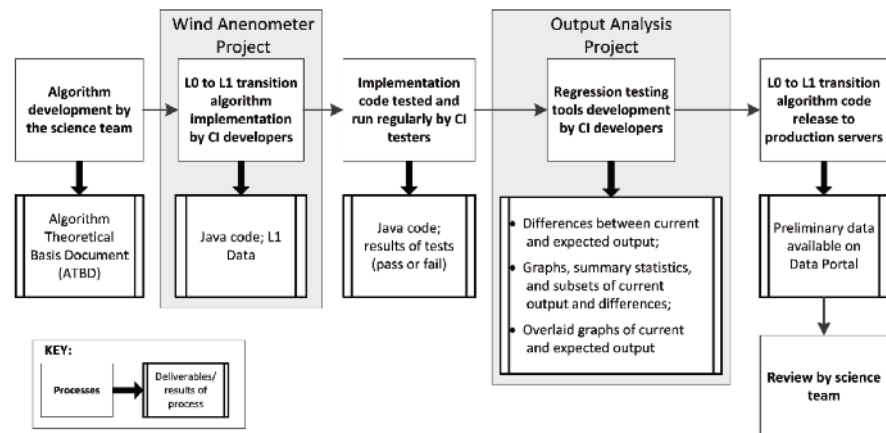 Wind Anenometer
Project
Output Analysis
Project
Algorithm
development by
the science team
L0 to L1 transition
algorithm
implementation
by CI developers
Implementation
code tested and
run regularly by CI
testers
Regression testing
tools development
by CI developers
L0 to L1 transition
algorithm code
release to
production servers
Algorithm
Theoretical
Basis Document
(ATBD)
Java code; L1
Data
Java code;
results of tests
(pass or fail)
• Differences between current
and expected output;
• Graphs, summary statistics,
and subsets of current
output and differences;
• Overlaid graphs of current
and expected output
Preliminary data
available on
Data Portal
KEY:
Processes
Deliverables/
results of
process
Review by science
team